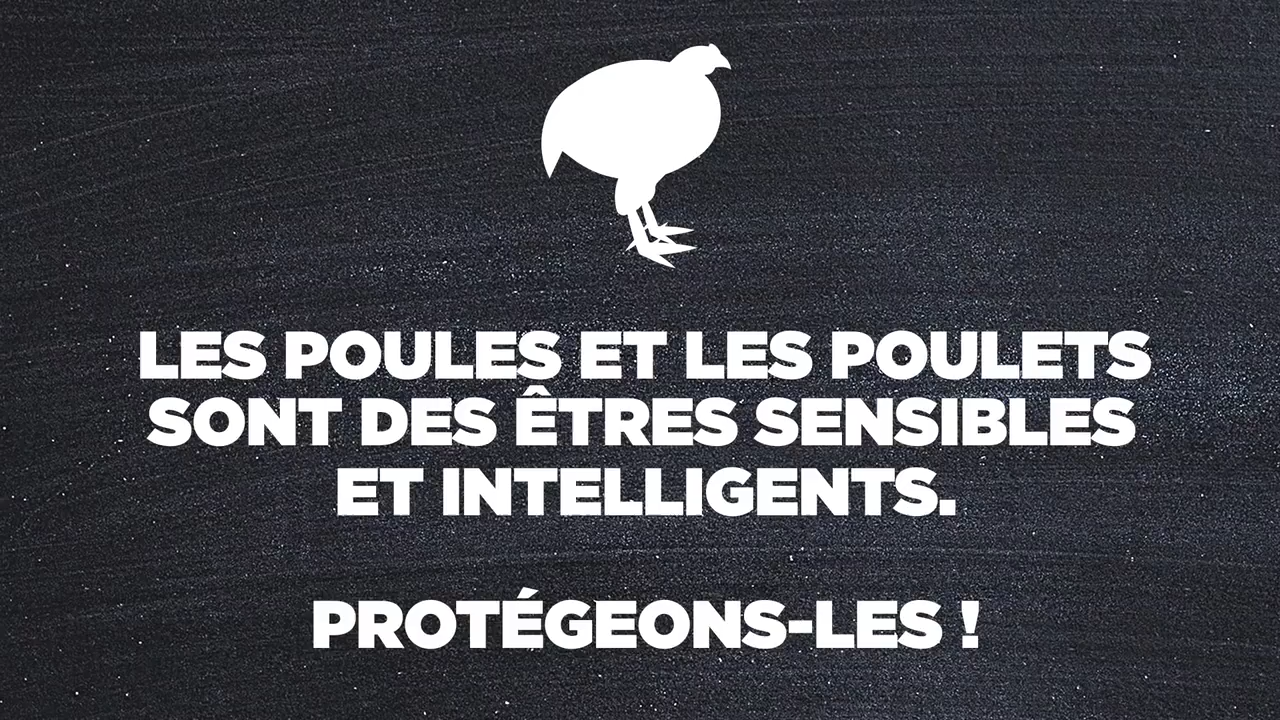 LES POULES ET LES POULETS
SONT DES ÊTRES SENSIBLES
ET INTELLIGENTS.
PROTÉGEONS-LES !